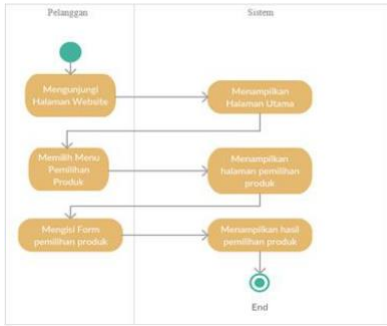 Pelanggan
Sistem
Mengunjungi
Halaman Website
Menampilkan
Halaman Utama
Memilih Menu
Pemilihan
Produk
Menampilkan
halaman pemilihan
produk
Mengisi Form
pemilihan produk
Menampilkan hasil
pemilihan produk
End